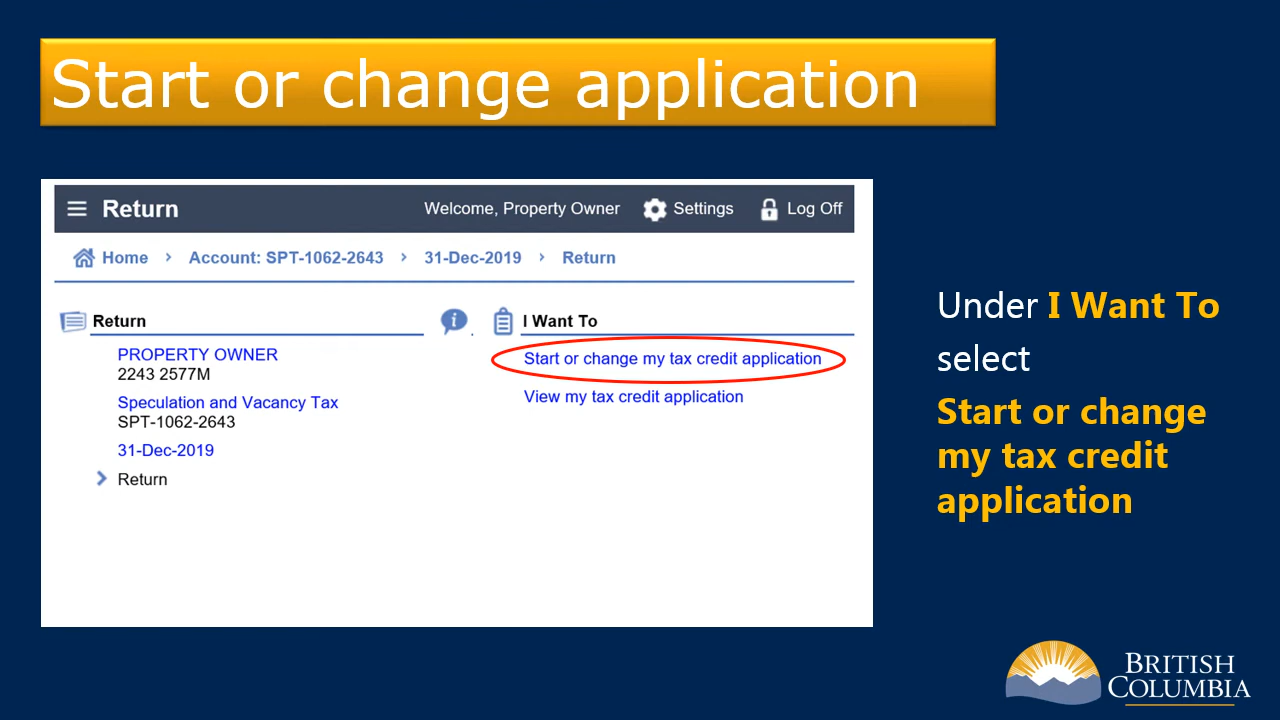 Start or change application
Return
Welcome, Property Owner
Settings
Log Off
Home › Account: SPT-1062-2643 › 31-Dec-2019 › Return
Return
PROPERTY OWNER
2243 2577M
Speculation and Vacancy Tax
SPT-1062-2643
31-Dec-2019
Return
I Want To
Start or change my tax credit application
View my tax credit application
Under I Want To
select
Start or change
my tax credit
application
BRITISH
COLUMBIA